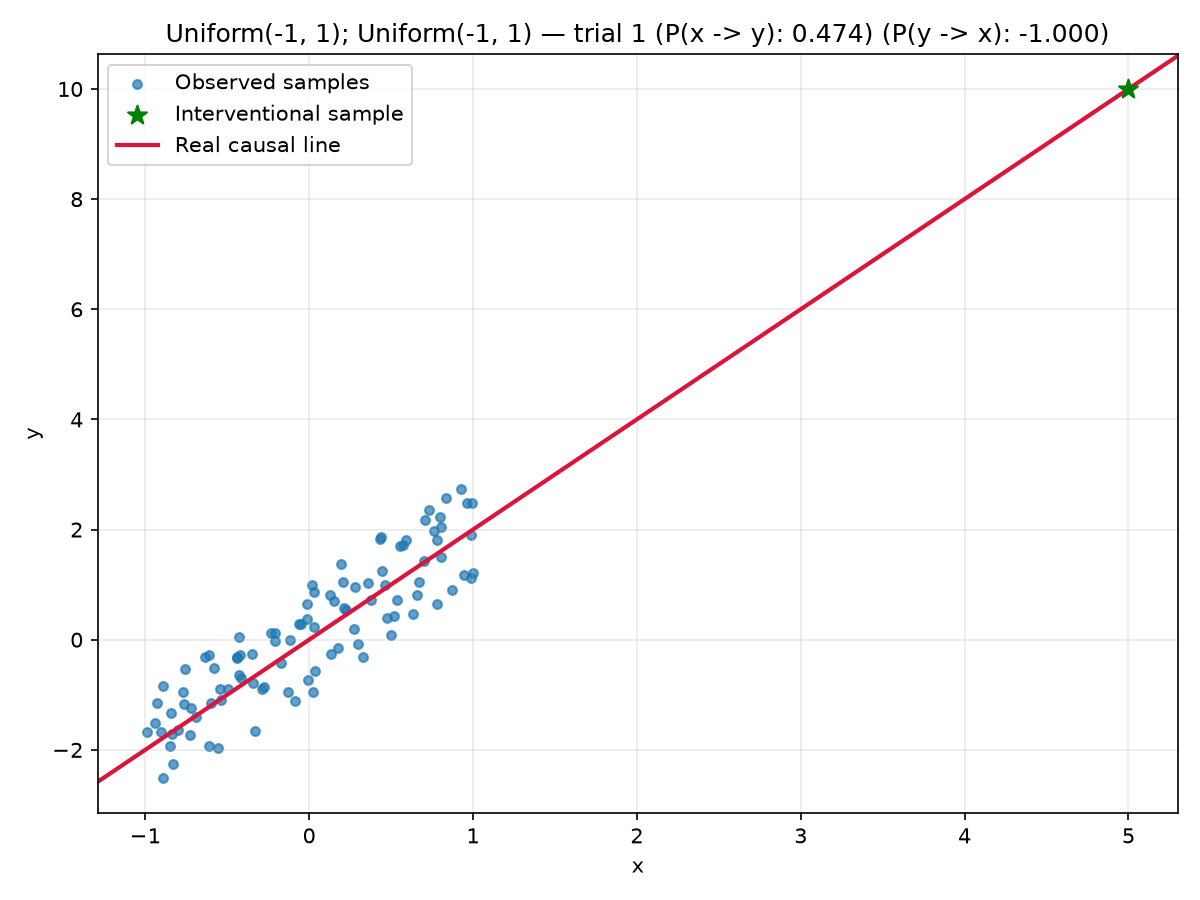 Uniform(-1, 1); Uniform(-1, 1) — trial 1 (P(x -> y): 0.474) (P(y -> x): -1.000)
Observed samples
Interventional sample
Real causal line
10
8
6
4
2
0
−2
y
−1
0
1
2
3
4
5
x